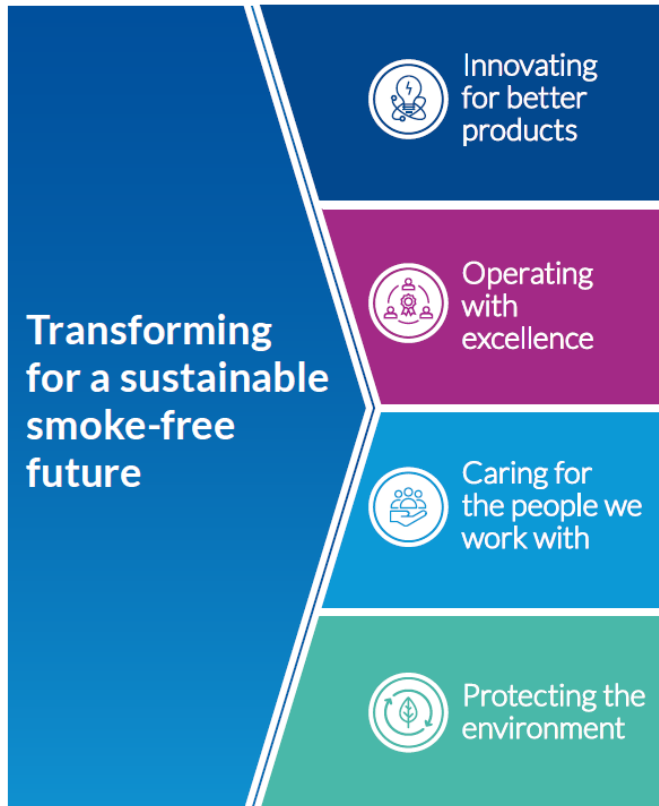 Transforming
for a sustainable
smoke-free
future
Innovating
for better
products
Operating
with
excellence
Caring for
the people we
work with
Protecting the
environment